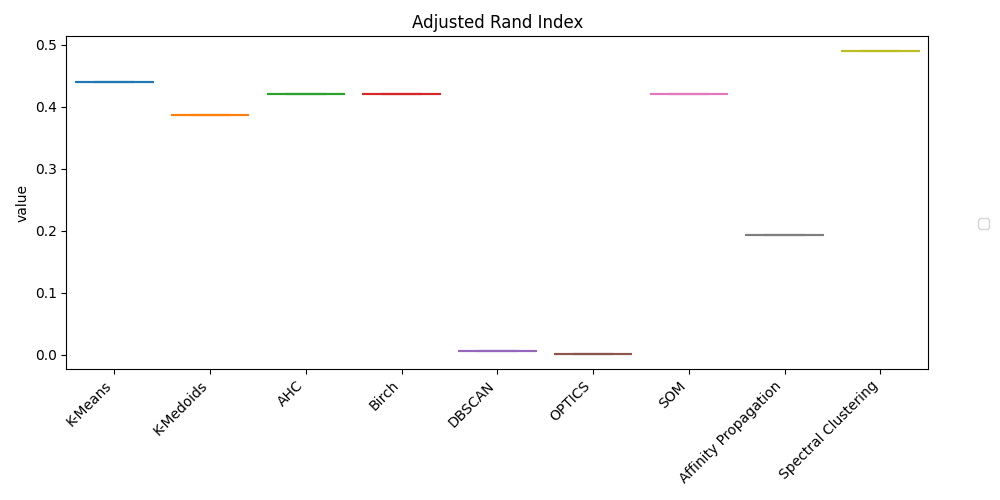 Adjusted Rand Index
value
0.5
0.4
0.3
0.2
0.1
0.0
K-Means
K-Medoids
AHC
Birch
DBSCAN
OPTICS
SOM
Affinity Propagation
Spectral Clustering